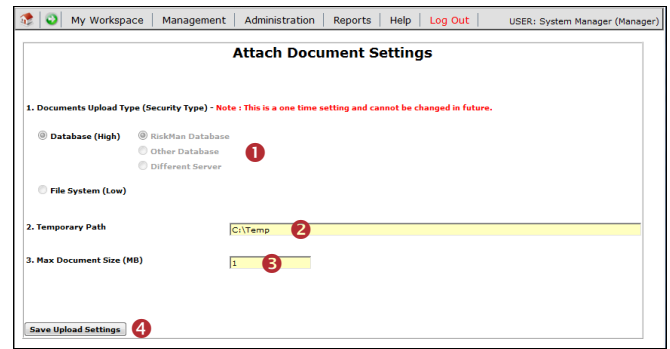 My Workspace | Management | Administration | Reports | Help | Log Out | USER: System Manager (Manager)
Attach Document Settings
1. Documents Upload Type (Security Type) - Note : This is a one time setting and cannot be changed in future.
Database (High) RiskMan Database
Other Database 1
Different Server
File System (Low)
2. Temporary Path C:\Temp 2
3. Max Document Size (MB) 1 3
Save Upload Settings 4